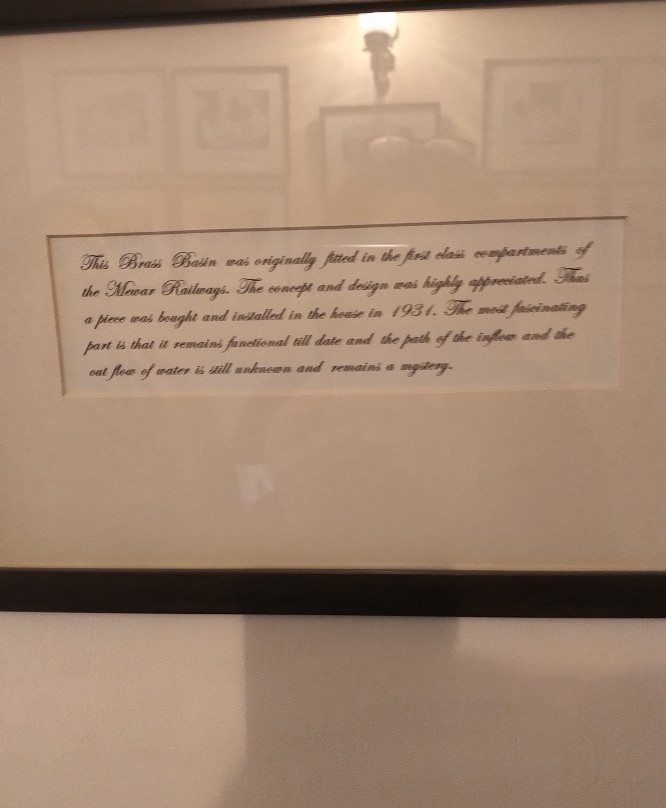 This Brass Basin was originally fitted in the first class compartments of
the Mewar Railways. The concept and design was highly appreciated. Thus
a piece was bought and installed in the house in 1931. The most fascinating
part is that it remains functional till date and the path of the inflow and the
out flow of water is still unknown and remains a mystery.